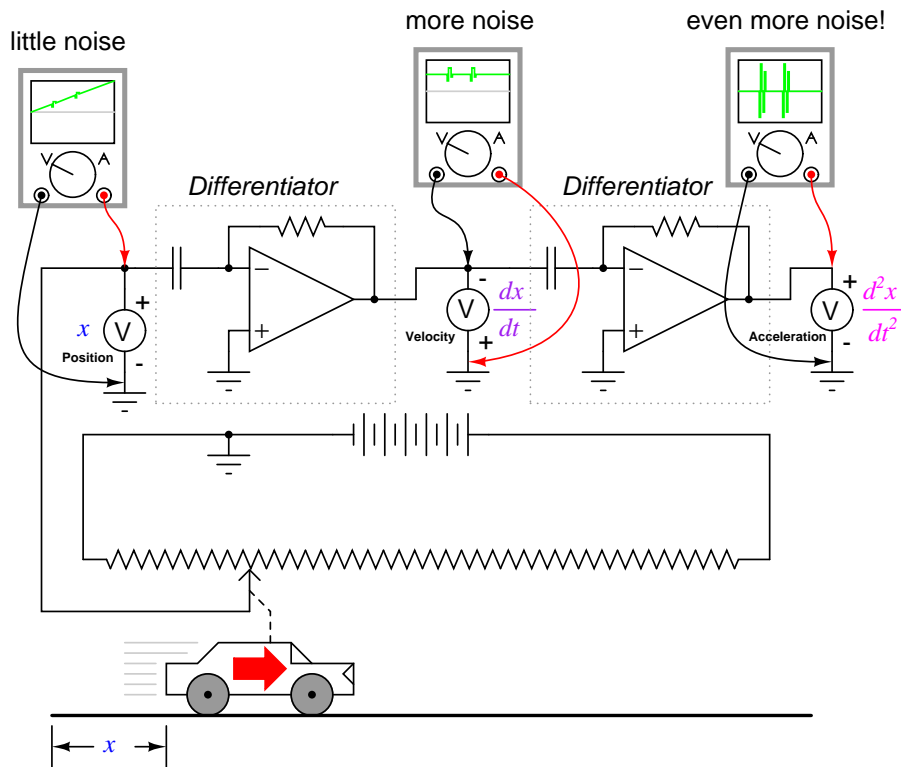 little noise
more noise
even more noise!
V A
V A
V A
Differentiator
Differentiator
−
+
−
+
x
+
V
Position
-
-
V
dx
dt
Velocity
+
+
V
d²x
dt²
Acceleration
-
x